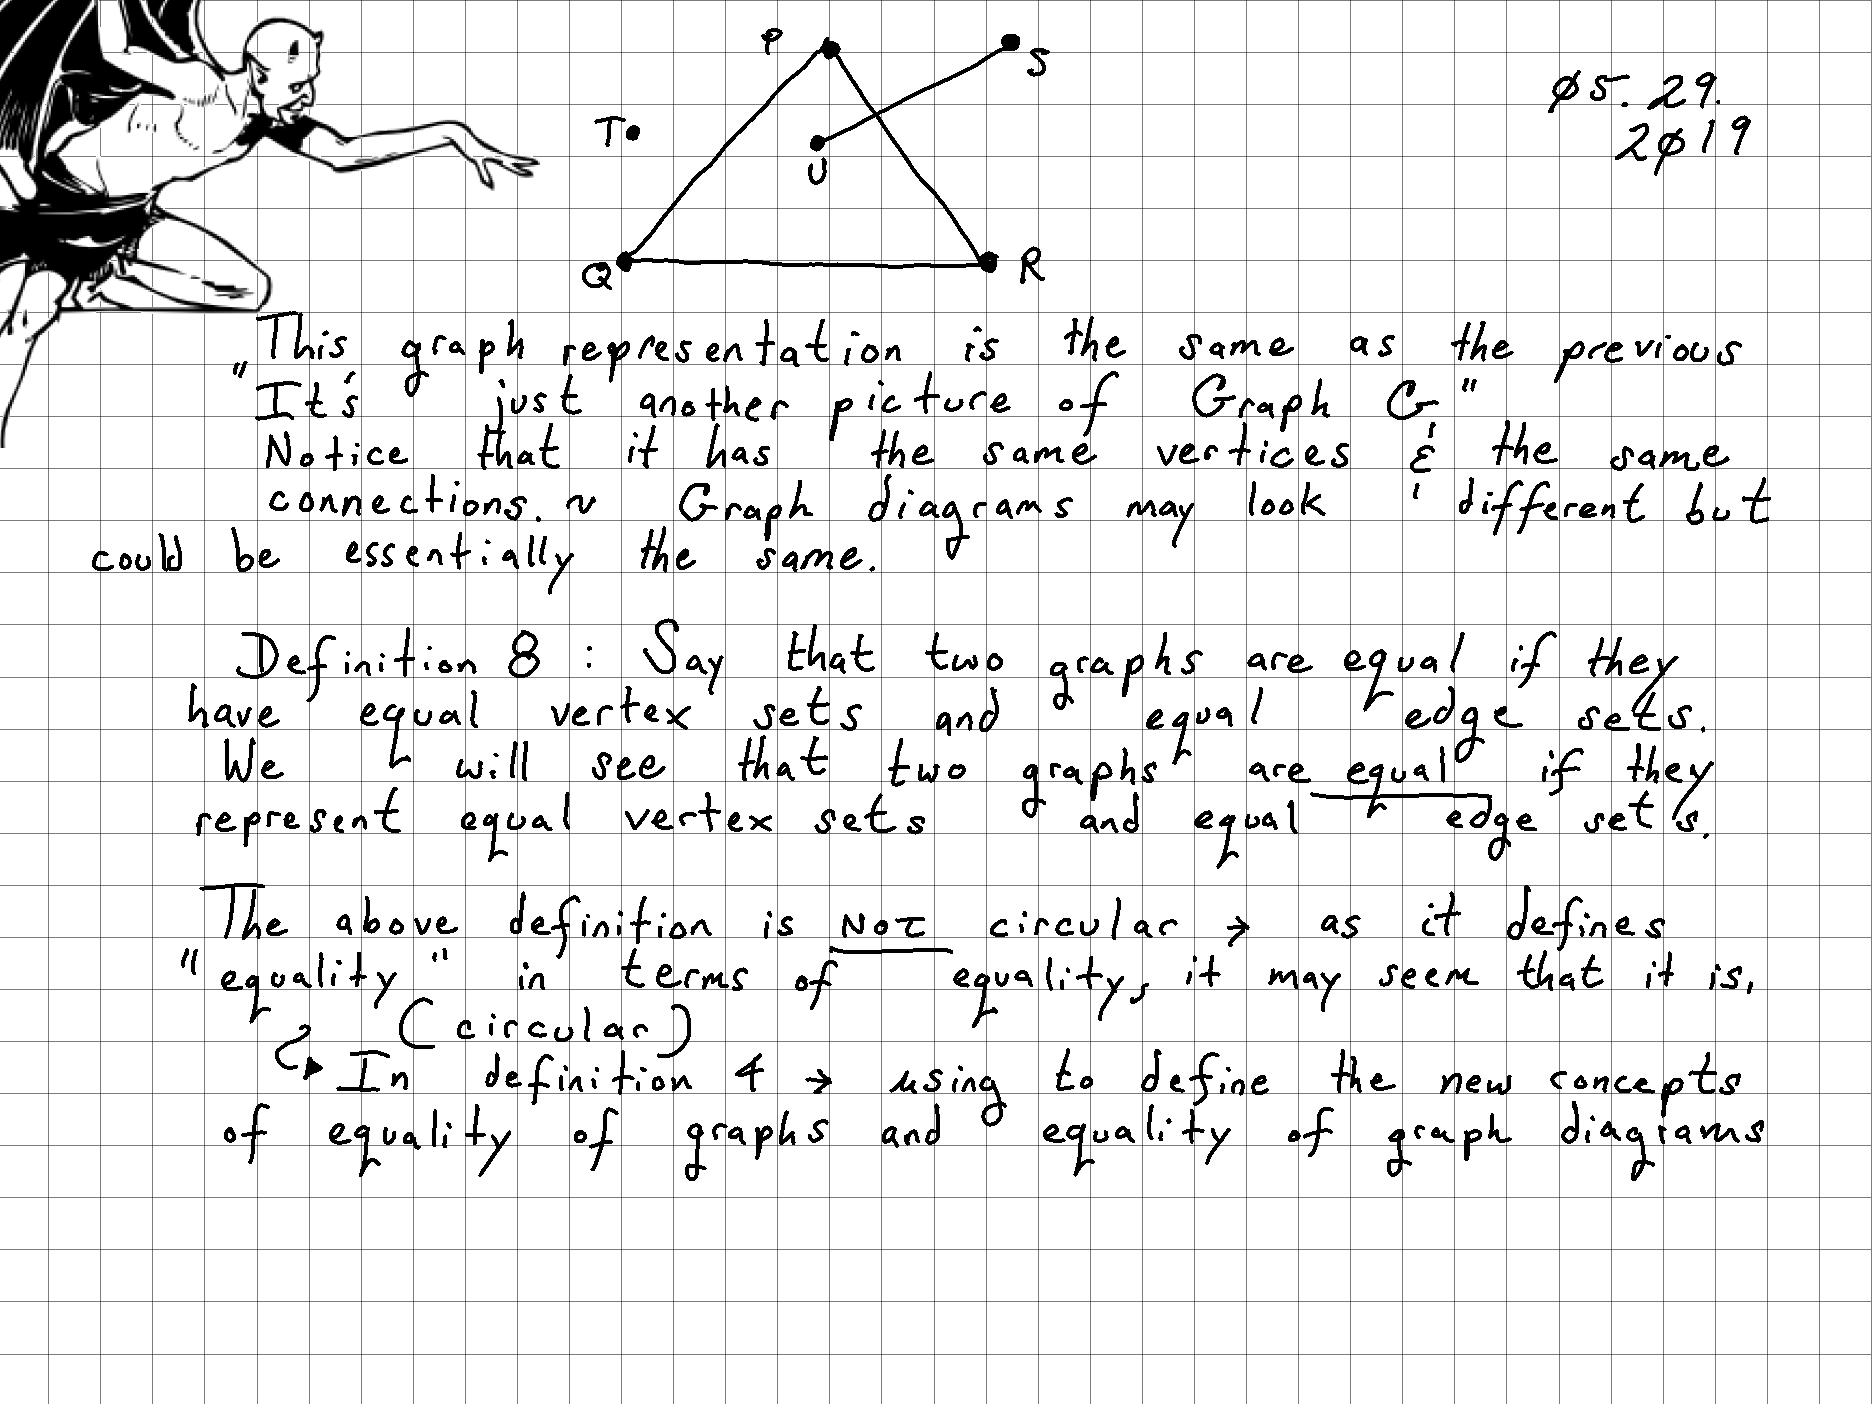 P
S
T
U
Q
R
ø5.29.
2ø19
This graph representation is the same as the previous
"It's just another picture of Graph G"
Notice that it has the same vertices & the same
connections. ~ Graph diagrams may look different but
could be essentially the same.
Definition 8 : Say that two graphs are equal if they
have equal vertex sets and equal edge sets.
We will see that two graphs are equal if they
represent equal vertex sets and equal edge sets.
The above definition is NOT circular → as it defines
"equality" in terms of equality, it may seem that it is,
(circular)
In definition 4 → using to define the new concepts
of equality of graphs and equality of graph diagrams